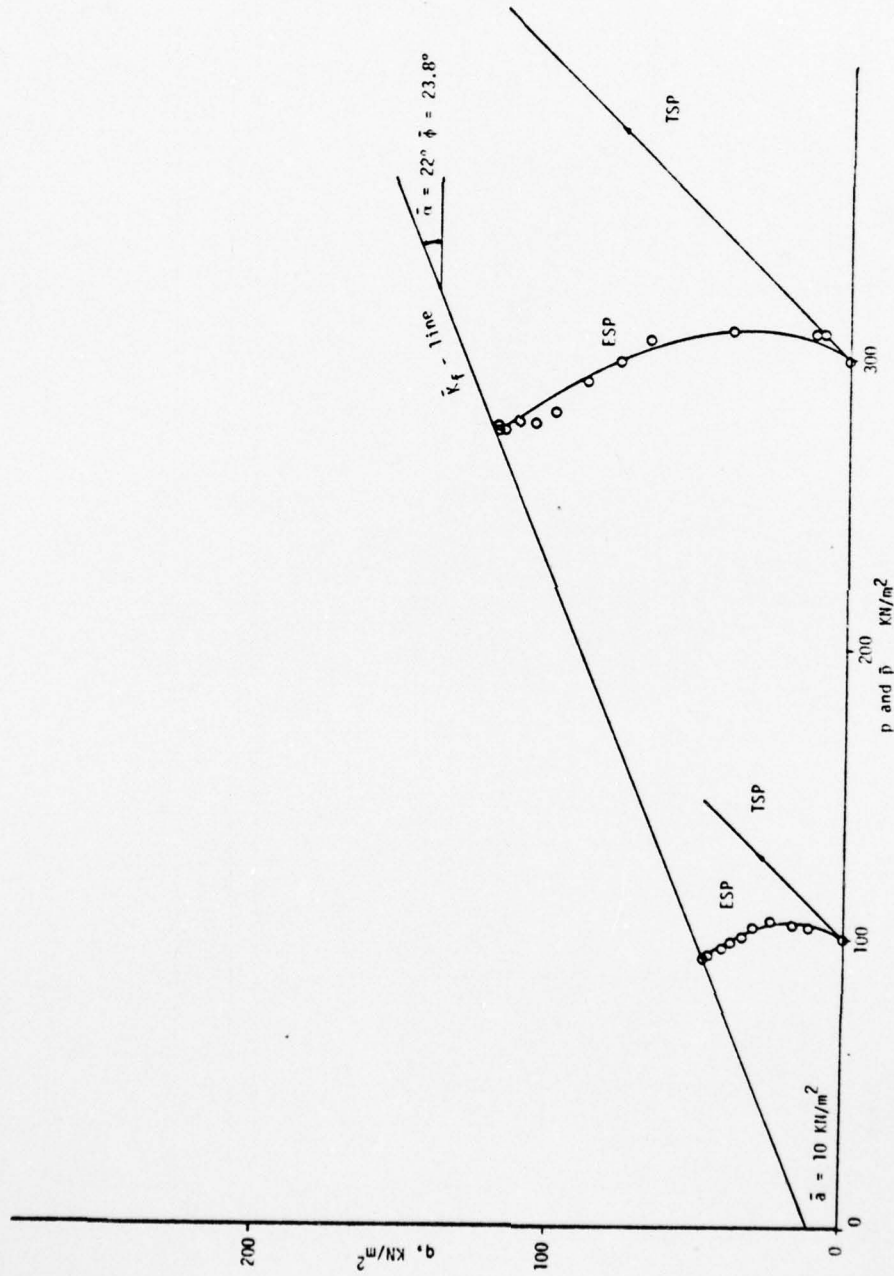 200
100
0
q, KN/m²
ā = 10 KN/m²
0
100
200
300
p and p̄ KN/m²
ESP
TSP
ESP
TSP
K̄f - line
ᾱ = 22° φ̄ = 23.8°